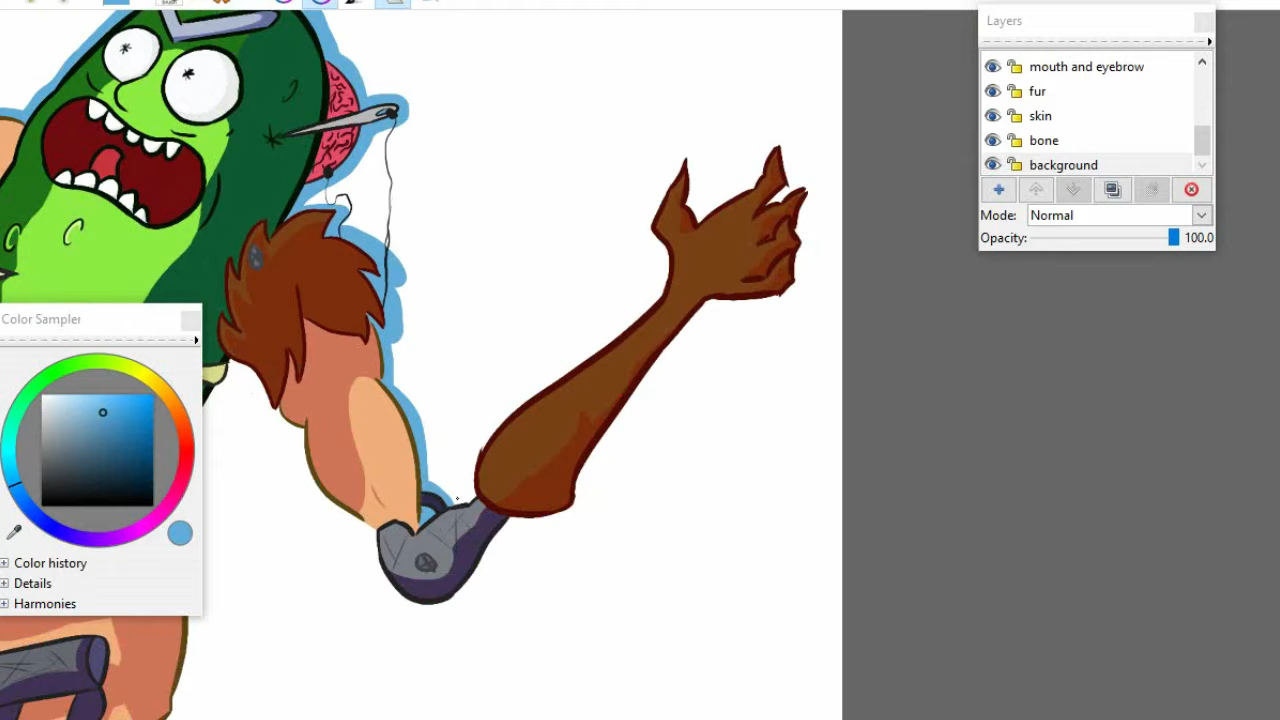 Layers
mouth and eyebrow
fur
skin
bone
background
Mode: Normal
Opacity: 100.0
Color Sampler
Color history
Details
Harmonies